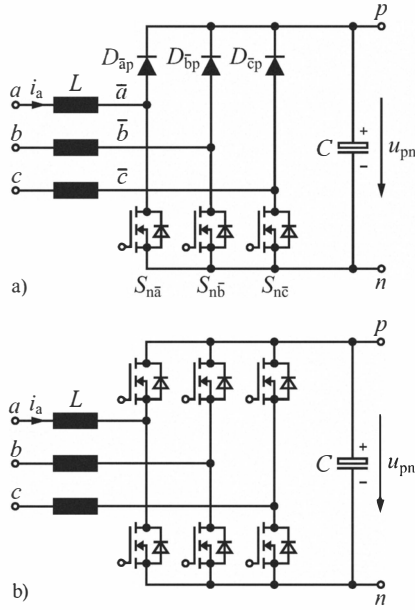 p
D_āp D_b̄p D_c̄p
a i_a L ā
b b̄
c c̄
C + − u_pn
S_nā S_nb̄ S_nc̄
n
a)
p
a i_a L
b
c
C + − u_pn
n
b)